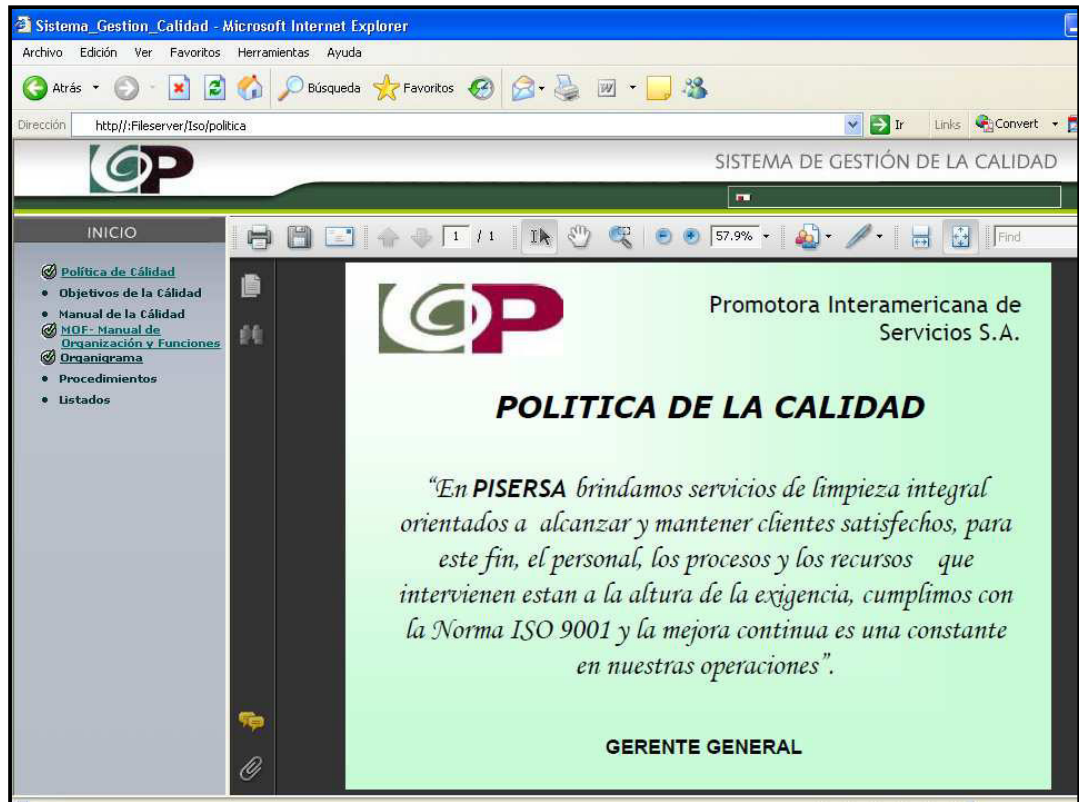 Sistema_Gestion_Calidad - Microsoft Internet Explorer
Archivo Edición Ver Favoritos Herramientas Ayuda
Atrás Búsqueda Favoritos
Dirección http//:Fileserver/Iso/politica Ir Links Convert
SISTEMA DE GESTIÓN DE LA CALIDAD
INICIO
1 / 1 57.9% Find
Política de Cálidad
Objetivos de la Cálidad
Manual de la Cálidad
MOF- Manual de
Organización y Funciones
Organigrama
Procedimientos
Listados
Promotora Interamericana de
Servicios S.A.
POLITICA DE LA CALIDAD
“En PISERSA brindamos servicios de limpieza integral
orientados a alcanzar y mantener clientes satisfechos, para
este fin, el personal, los procesos y los recursos que
intervienen estan a la altura de la exigencia, cumplimos con
la Norma ISO 9001 y la mejora continua es una constante
en nuestras operaciones”.
GERENTE GENERAL